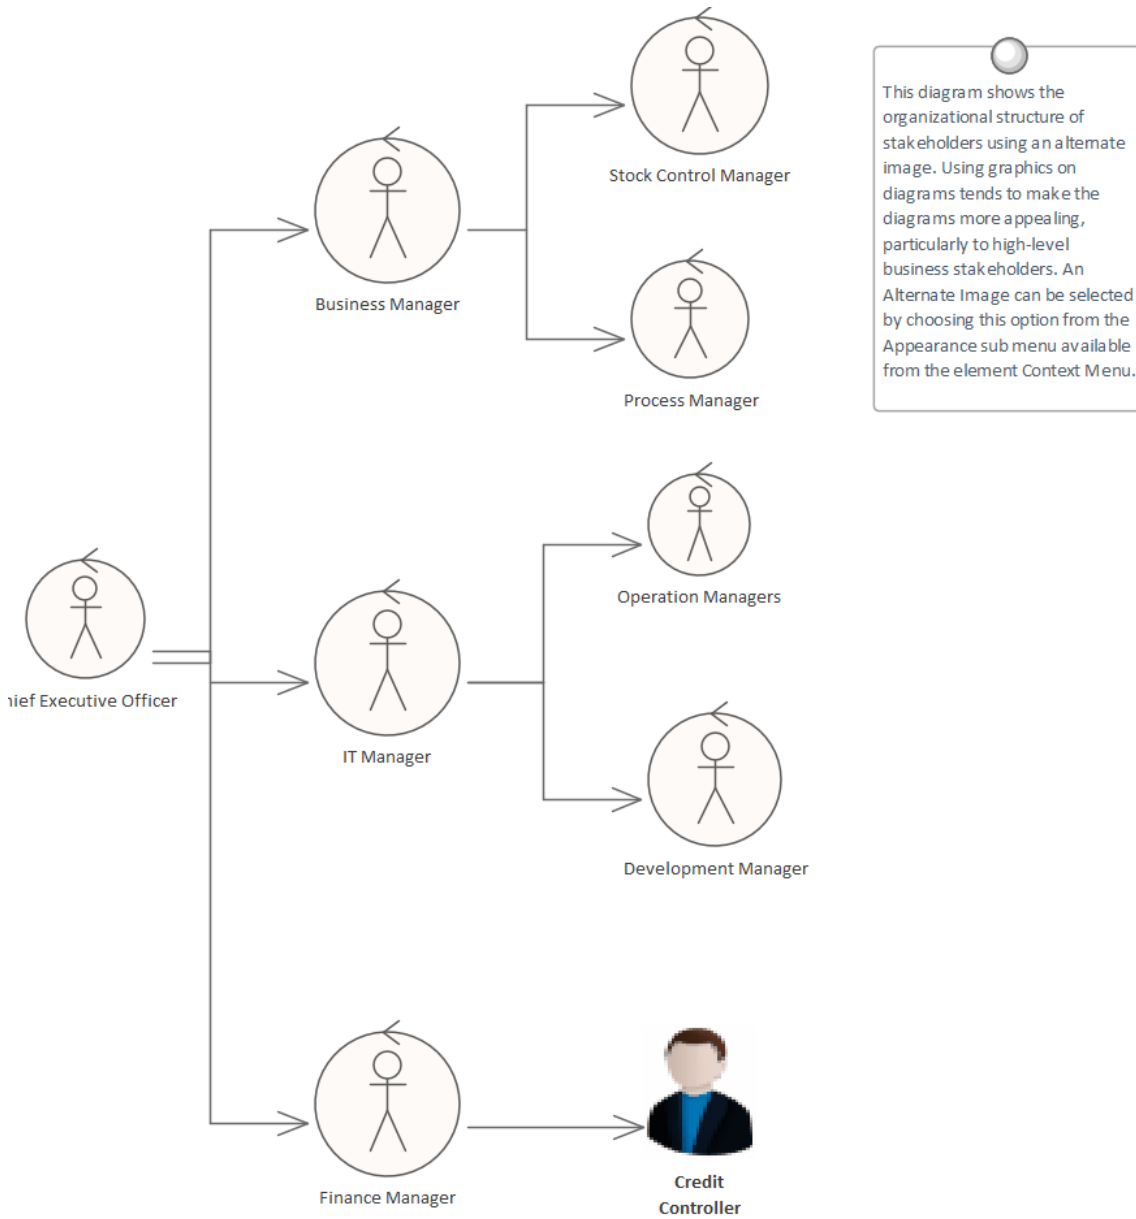 Stock Control Manager
Business Manager
Process Manager
This diagram shows the
organizational structure of
stakeholders using an alternate
image. Using graphics on
diagrams tends to make the
diagrams more appealing,
particularly to high-level
business stakeholders. An
Alternate Image can be selected
by choosing this option from the
Appearance sub menu available
from the element Context Menu.
Operation Managers
Executive Officer
IT Manager
Development Manager
Finance Manager
Credit
Controller